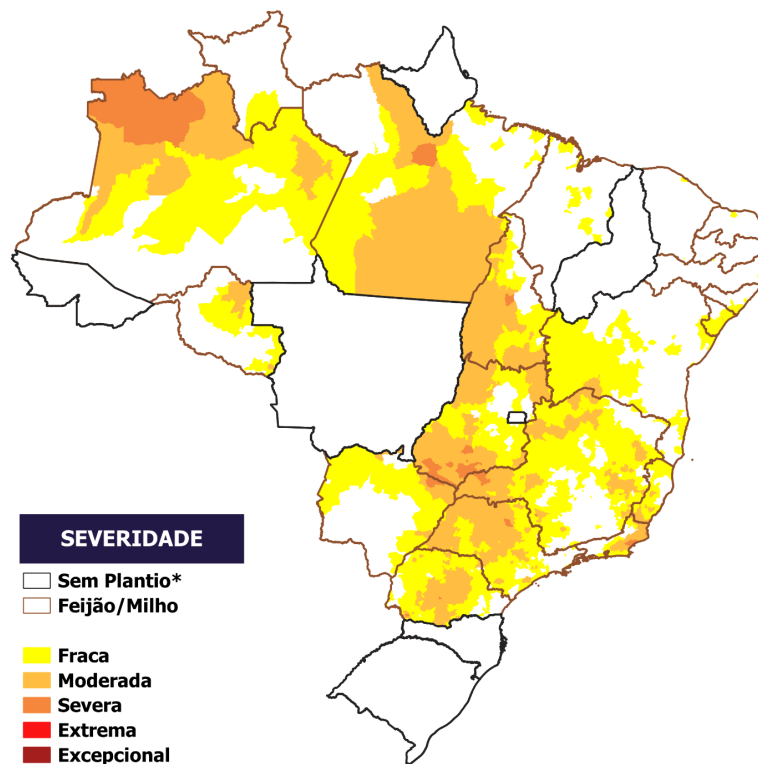 SEVERIDADE
Sem Plantio*
Feijão/Milho
Fraca
Moderada
Severa
Extrema
Excepcional